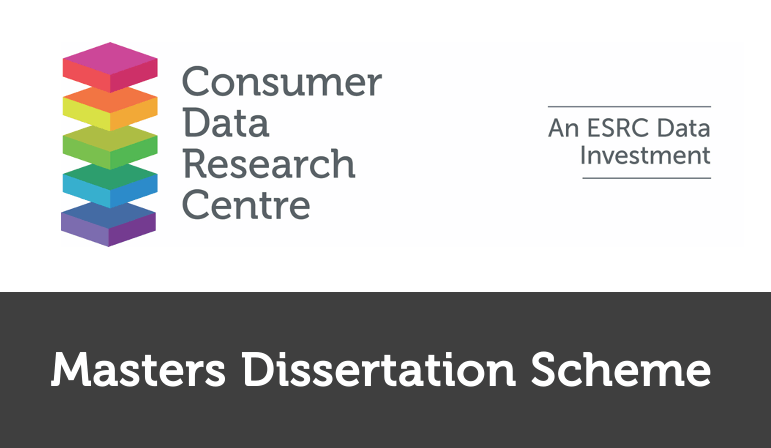 Consumer
Data
Research
Centre
An ESRC Data
Investment
Masters Dissertation Scheme